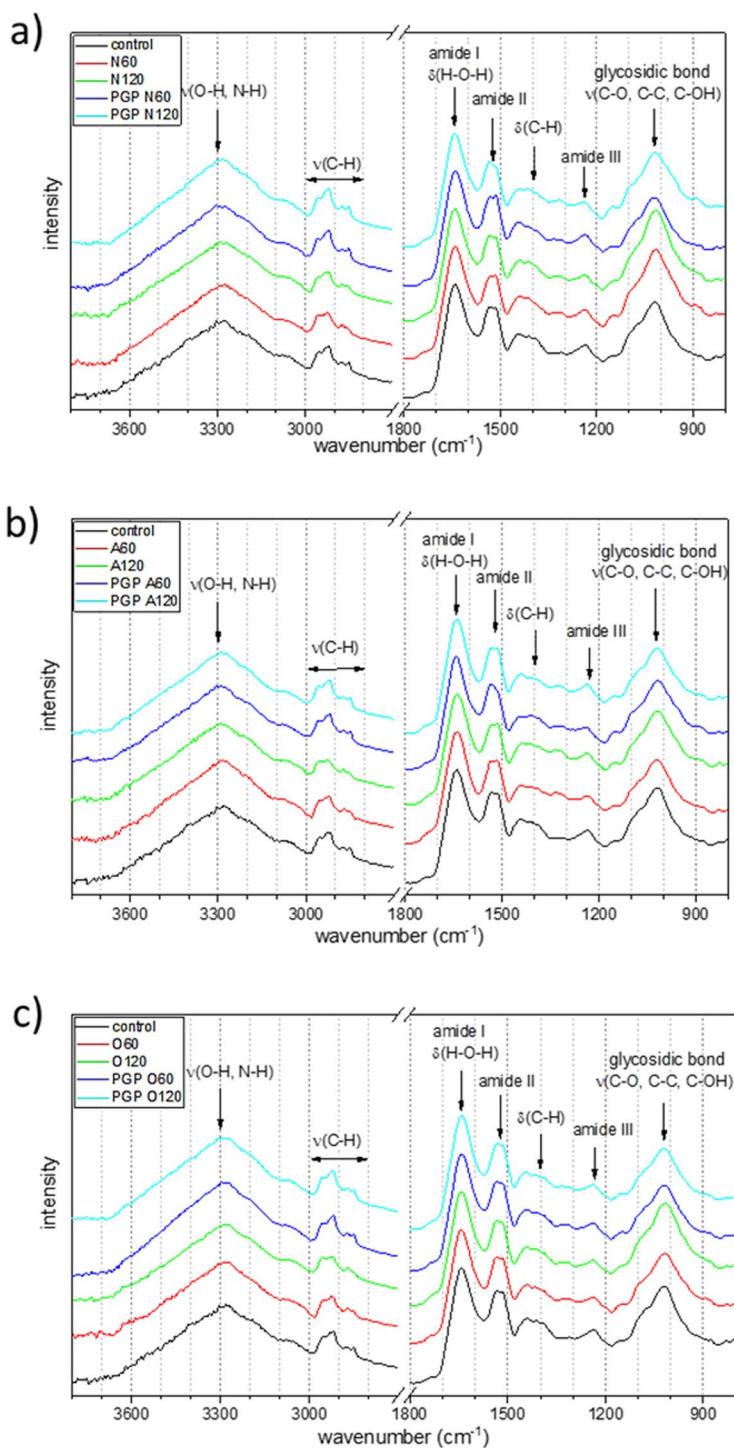 a)
control
N60
N120
PGP N60
PGP N120
ν(O-H, N-H)
ν(C-H)
amide I
δ(H-O-H)
amide II
δ(C-H)
amide III
glycosidic bond
ν(C-O, C-C, C-OH)
intensity
3600 3300 3000 1800 1500 1200 900
wavenumber (cm-1)
b)
control
A60
A120
PGP A60
PGP A120
ν(O-H, N-H)
ν(C-H)
amide I
δ(H-O-H)
amide II
δ(C-H)
amide III
glycosidic bond
ν(C-O, C-C, C-OH)
intensity
3600 3300 3000 1800 1500 1200 900
wavenumber (cm-1)
c)
control
O60
O120
PGP O60
PGP O120
ν(O-H, N-H)
ν(C-H)
amide I
δ(H-O-H)
amide II
δ(C-H)
amide III
glycosidic bond
ν(C-O, C-C, C-OH)
intensity
3600 3300 3000 1800 1500 1200 900
wavenumber (cm-1)